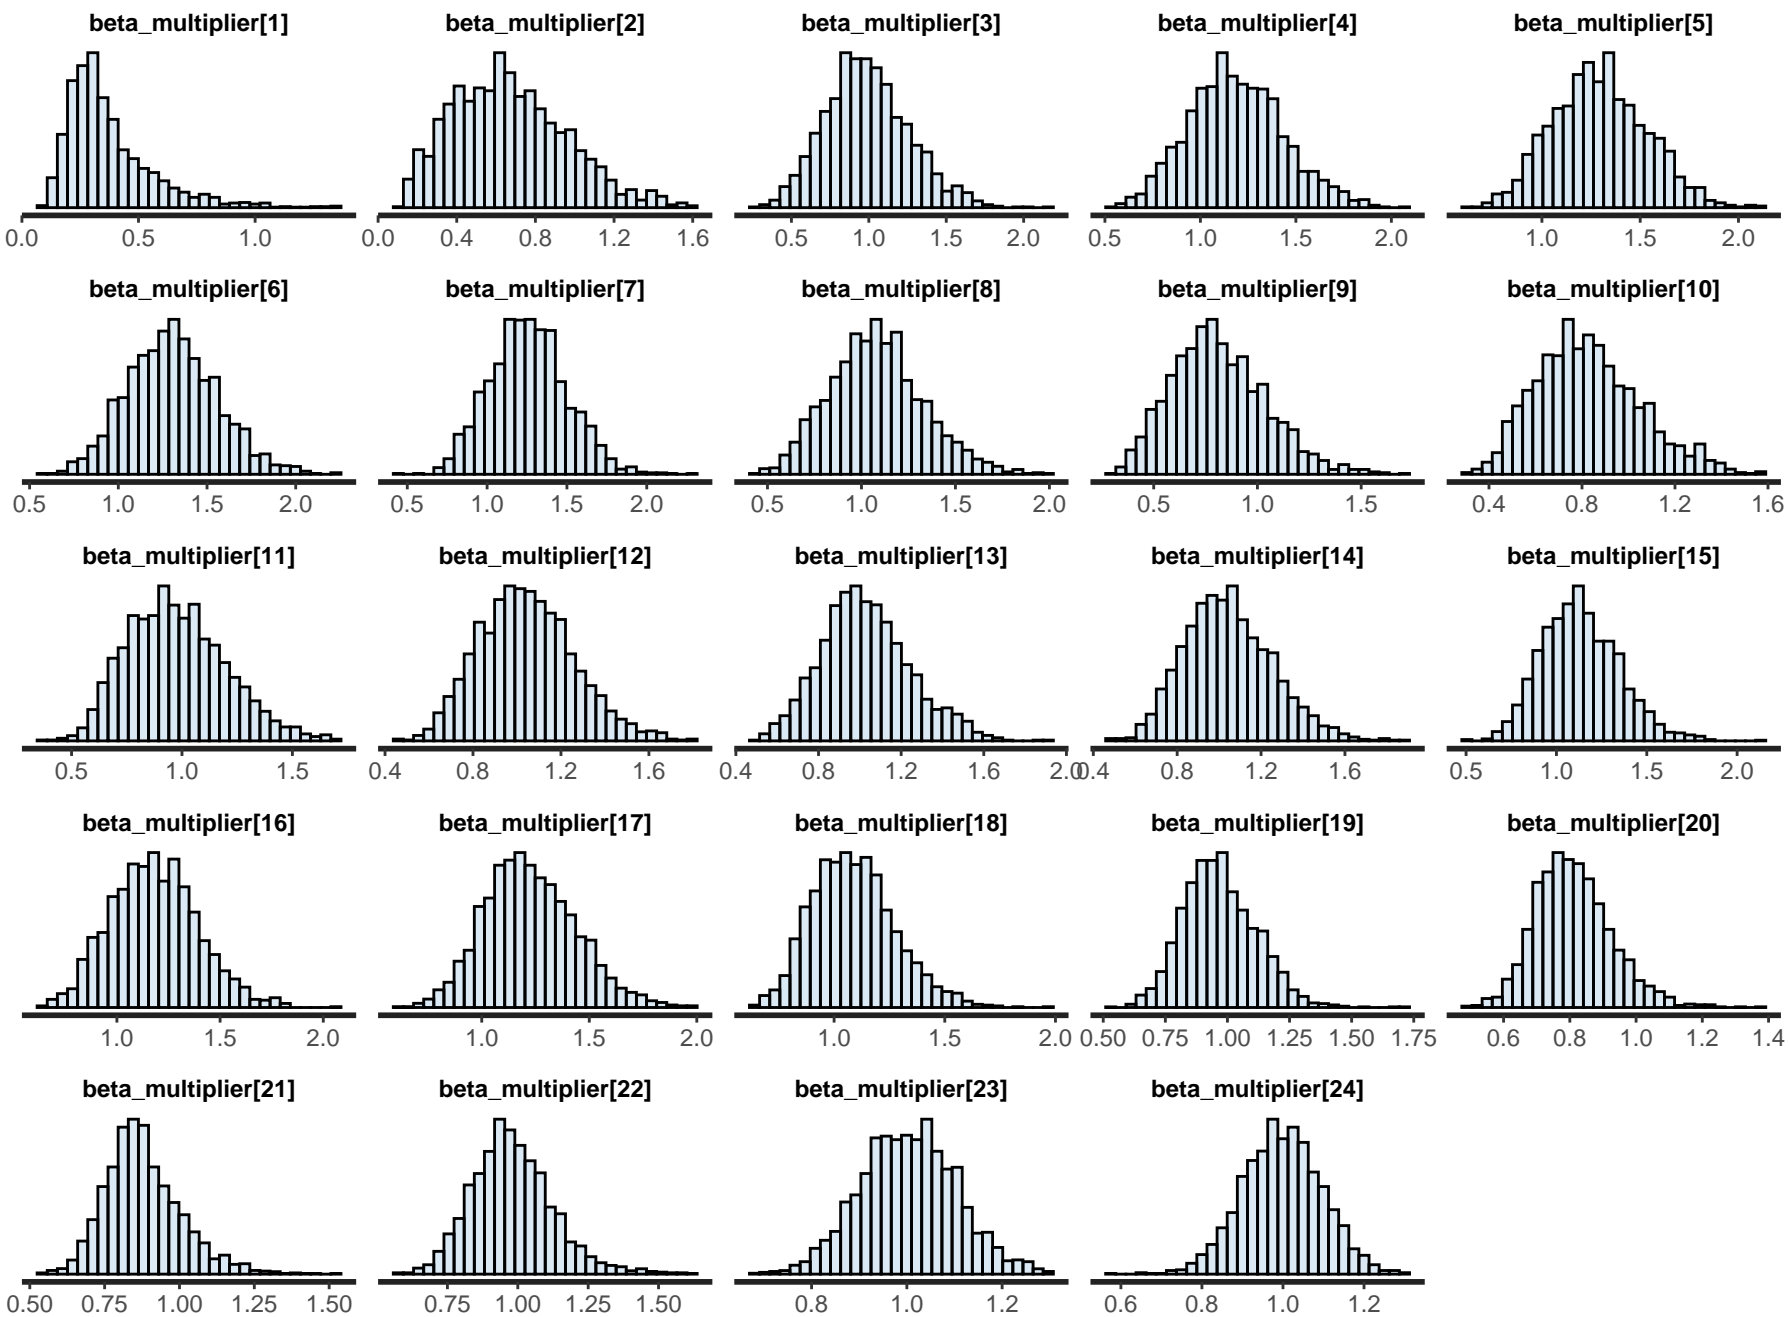 beta_multiplier[1] beta_multiplier[2] beta_multiplier[3] beta_multiplier[4] beta_multiplier[5]
0.0 0.5 1.0 0.0 0.4 0.8 1.2 1.6 0.5 1.0 1.5 2.0 0.5 1.0 1.5 2.0 1.0 1.5 2.0
beta_multiplier[6] beta_multiplier[7] beta_multiplier[8] beta_multiplier[9] beta_multiplier[10]
0.5 1.0 1.5 2.0 0.5 1.0 1.5 2.0 0.5 1.0 1.5 2.0 0.5 1.0 1.5 0.4 0.8 1.2 1.6
beta_multiplier[11] beta_multiplier[12] beta_multiplier[13] beta_multiplier[14] beta_multiplier[15]
0.5 1.0 1.5 0.4 0.8 1.2 1.6 0.4 0.8 1.2 1.6 2.0 0.4 0.8 1.2 1.6 0.5 1.0 1.5 2.0
beta_multiplier[16] beta_multiplier[17] beta_multiplier[18] beta_multiplier[19] beta_multiplier[20]
1.0 1.5 2.0 1.0 1.5 2.0 1.0 1.5 2.0 0.50 0.75 1.00 1.25 1.50 1.75 0.6 0.8 1.0 1.2 1.4
beta_multiplier[21] beta_multiplier[22] beta_multiplier[23] beta_multiplier[24]
0.50 0.75 1.00 1.25 1.50 0.75 1.00 1.25 1.50 0.8 1.0 1.2 0.6 0.8 1.0 1.2